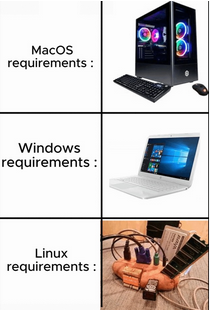 MacOS
requirements :
Windows
requirements :
Linux
requirements :